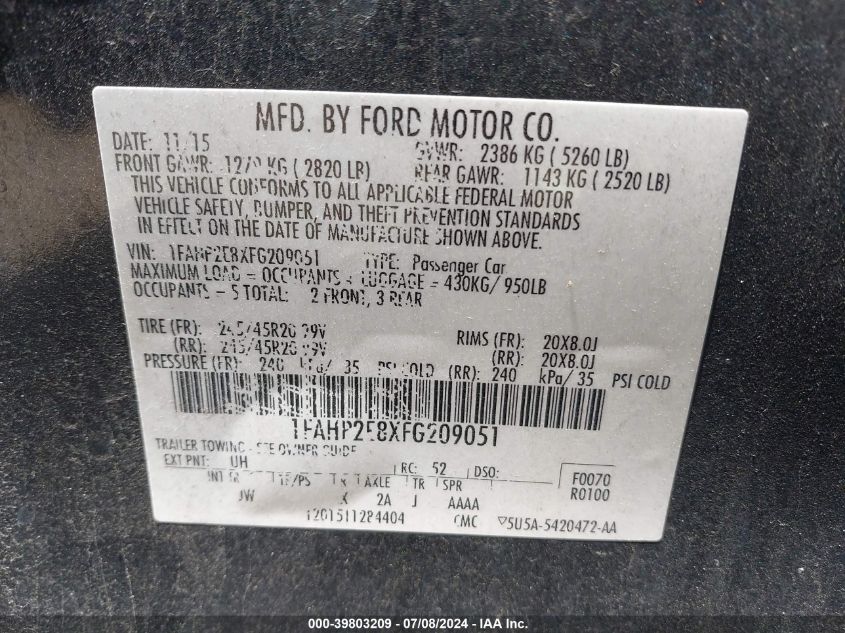 MFD. BY FORD MOTOR CO.
DATE: 11/15 GVWR: 2386 KG ( 5260 LB)
FRONT GAWR: KG ( 2820 LB) REAR GAWR: 1143 KG ( 2520 LB)
THIS VEHICLE CONFORMS TO ALL APPLICABLE FEDERAL MOTOR
VEHICLE SAFETY, BUMPER, AND THEFT PREVENTION STANDARDS
IN EFFECT ON THE DATE OF MANUFACTURE SHOWN ABOVE.
VIN: 1FAHP2E8XFG209051 TYPE: Passenger Car
MAXIMUM LOAD = OCCUPANTS + LUGGAGE = 430KG/ 950LB
OCCUPANTS - 5 TOTAL: 2 FRONT, 3 REAR
TIRE (FR): 245/45R20 99V RIMS (FR): 20X8.0J
(RR): 245/45R20 99V (RR): 20X8.0J
PRESSURE (FR): 240 kPa/ 35 PSI COLD (RR): 240 kPa/35 PSI COLD
1FAHP2E8XFG209051
TRAILER TOWING - SEE OWNER GUIDE
EXT PNT: UH RC: 52 DSO: F0070
INT TR TP/PS R AXLE TR SPR R0100
JW 2A J AAAA
CMC ▽5U5A-5420472-AA
000-39803209 - 07/08/2024 - IAA Inc.